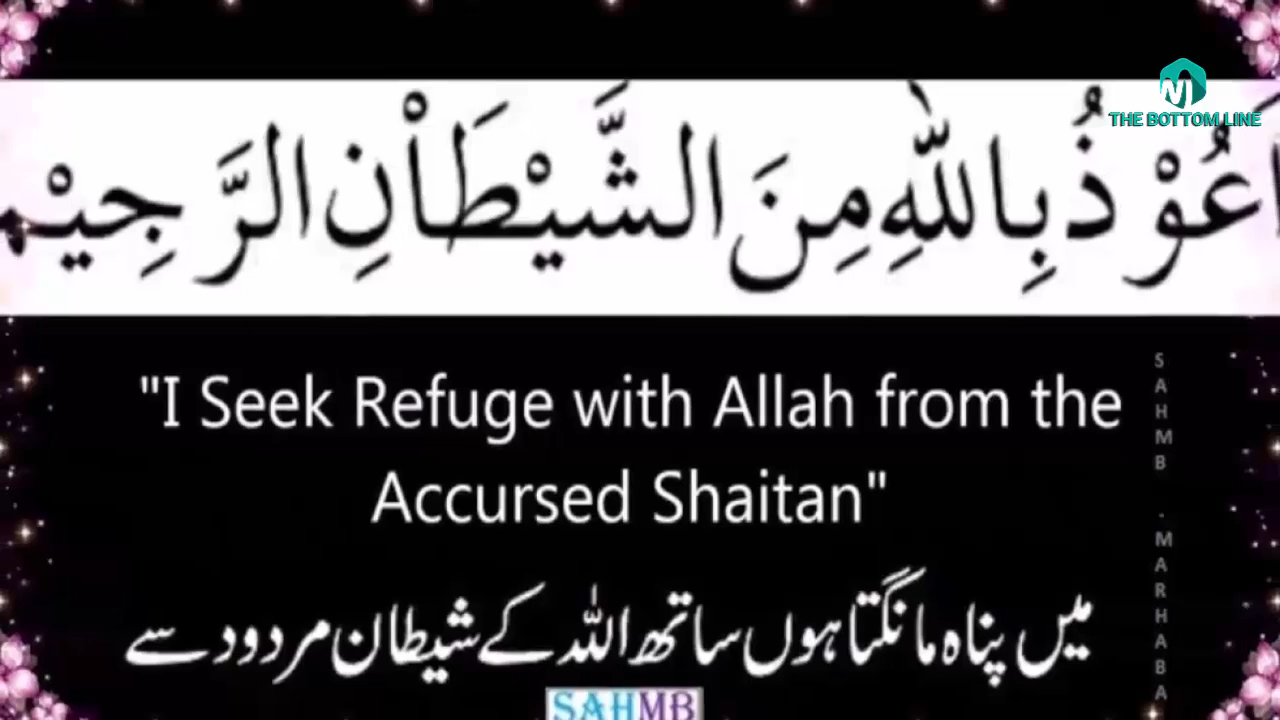 THE BOTTOM LINE
اَعُوْذُ بِاللّٰهِ مِنَ الشَّيْطَاْنِ الرَّجِيْم
"I Seek Refuge with Allah from the
Accursed Shaitan"
میں پناہ مانگتا ہوں ساتھ اللہ کے شیطان مردود سے
SAHMB
SAHMB - MARHABA